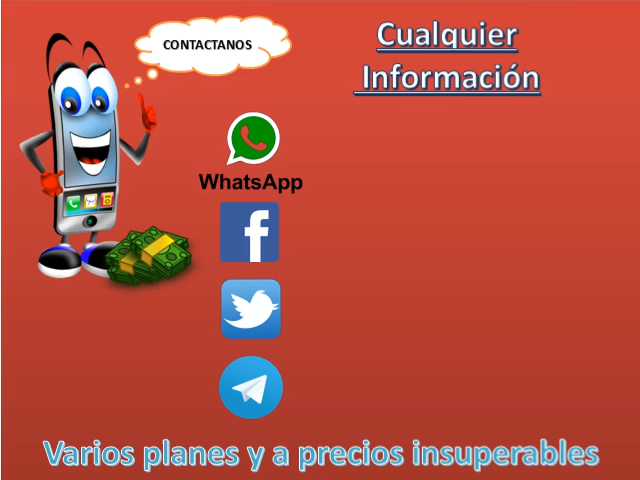 CONTACTANOS
Cualquier
Información
WhatsApp
f
Varios planes y a precios insuperables